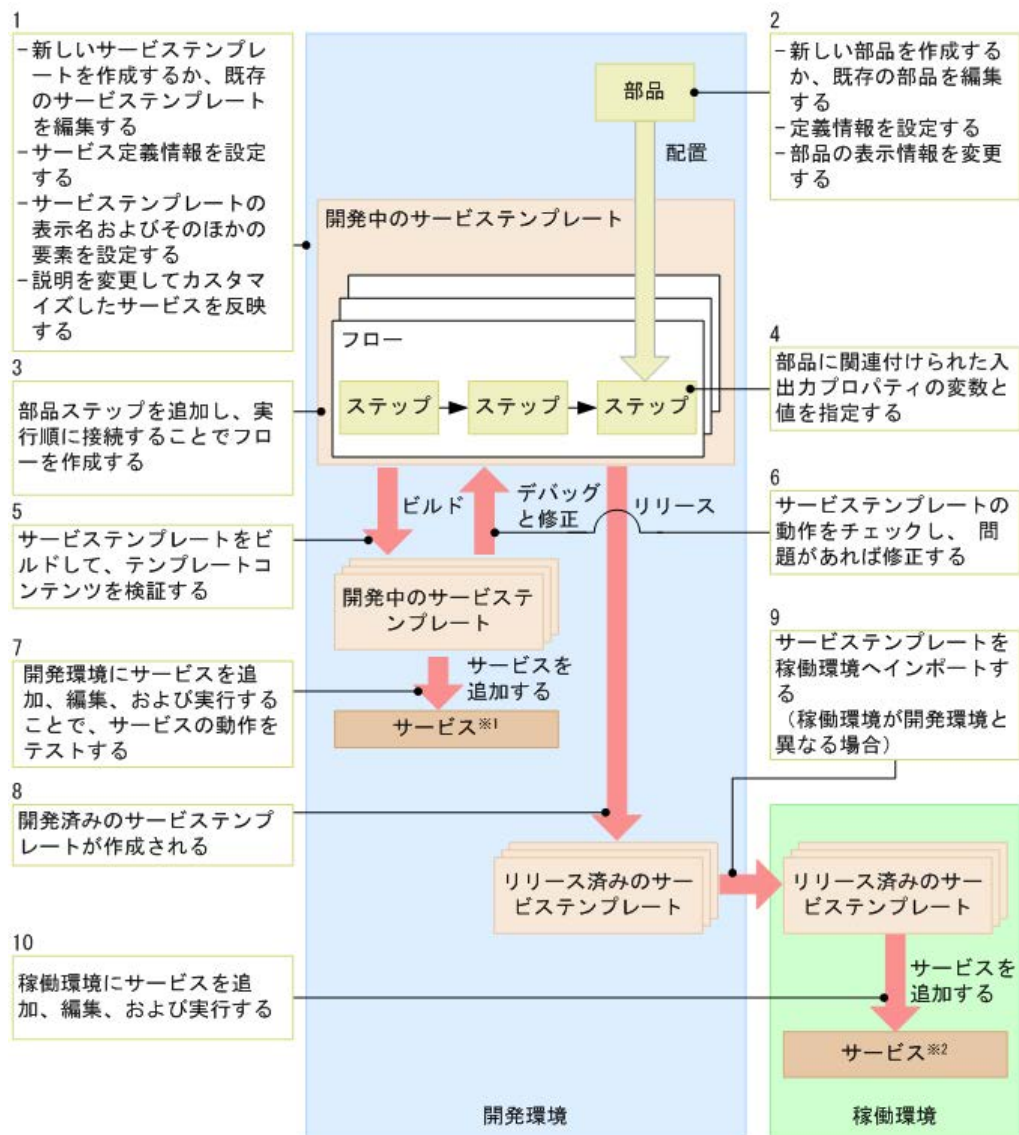 1
-新しいサービステンプレ
ートを作成するか、既存
のサービステンプレート
を編集する
-サービス定義情報を設定
する
-サービステンプレートの
表示名およびそのほかの
要素を設定する
-説明を変更してカスタマ
イズしたサービスを反映
する
2
-新しい部品を作成する
か、既存の部品を編集
する
-定義情報を設定する
-部品の表示情報を変更
する
部品
配置
開発中のサービステンプレート
フロー
ステップ
ステップ
ステップ
3
部品ステップを追加し、実
行順に接続することでフロ
ーを作成する
4
部品に関連付けられた入
出力プロパティの変数と
値を指定する
ビルド
デバッグ
と修正
リリース
5
サービステンプレートをビ
ルドして、テンプレートコ
ンテンツを検証する
6
サービステンプレートの
動作をチェックし、 問
題があれば修正する
開発中のサービステ
ンプレート
7
開発環境にサービスを追
加、編集、および実行する
ことで、サービスの動作を
テストする
サービスを
追加する
サービス※1
8
開発済みのサービステンプ
レートが作成される
9
サービステンプレートを
稼働環境へインポートす
る
（稼働環境が開発環境と
異なる場合）
リリース済みのサー
ビステンプレート
リリース済みのサー
ビステンプレート
10
稼働環境にサービスを追
加、編集、および実行する
サービスを
追加する
サービス※2
開発環境
稼働環境